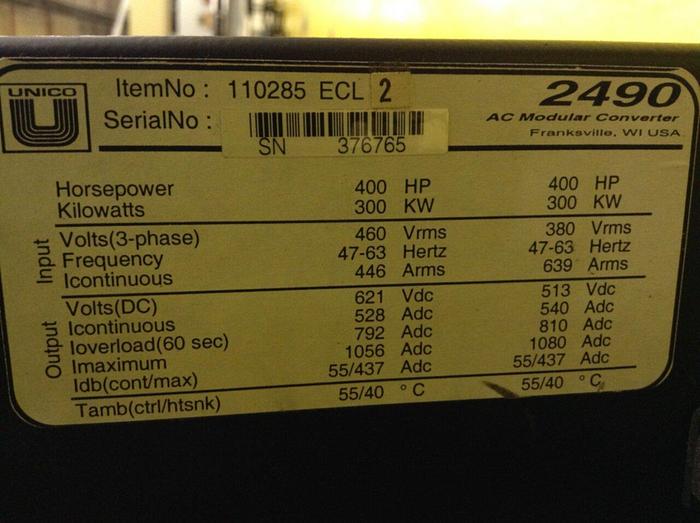 UNICO
ItemNo : 110285 ECL 2
SerialNo :
SN 376765
2490
AC Modular Converter
Franksville, WI USA
Horsepower 400 HP 400 HP
Kilowatts 300 KW 300 KW
Input
Volts(3-phase) 460 Vrms 380 Vrms
Frequency 47-63 Hertz 47-63 Hertz
Icontinuous 446 Arms 639 Arms
Output
Volts(DC) 621 Vdc 513 Vdc
Icontinuous 528 Adc 540 Adc
Ioverload(60 sec) 792 Adc 810 Adc
Imaximum 1056 Adc 1080 Adc
Idb(cont/max) 55/437 Adc 55/437 Adc
Tamb(ctrl/htsnk) 55/40 °C 55/40 °C